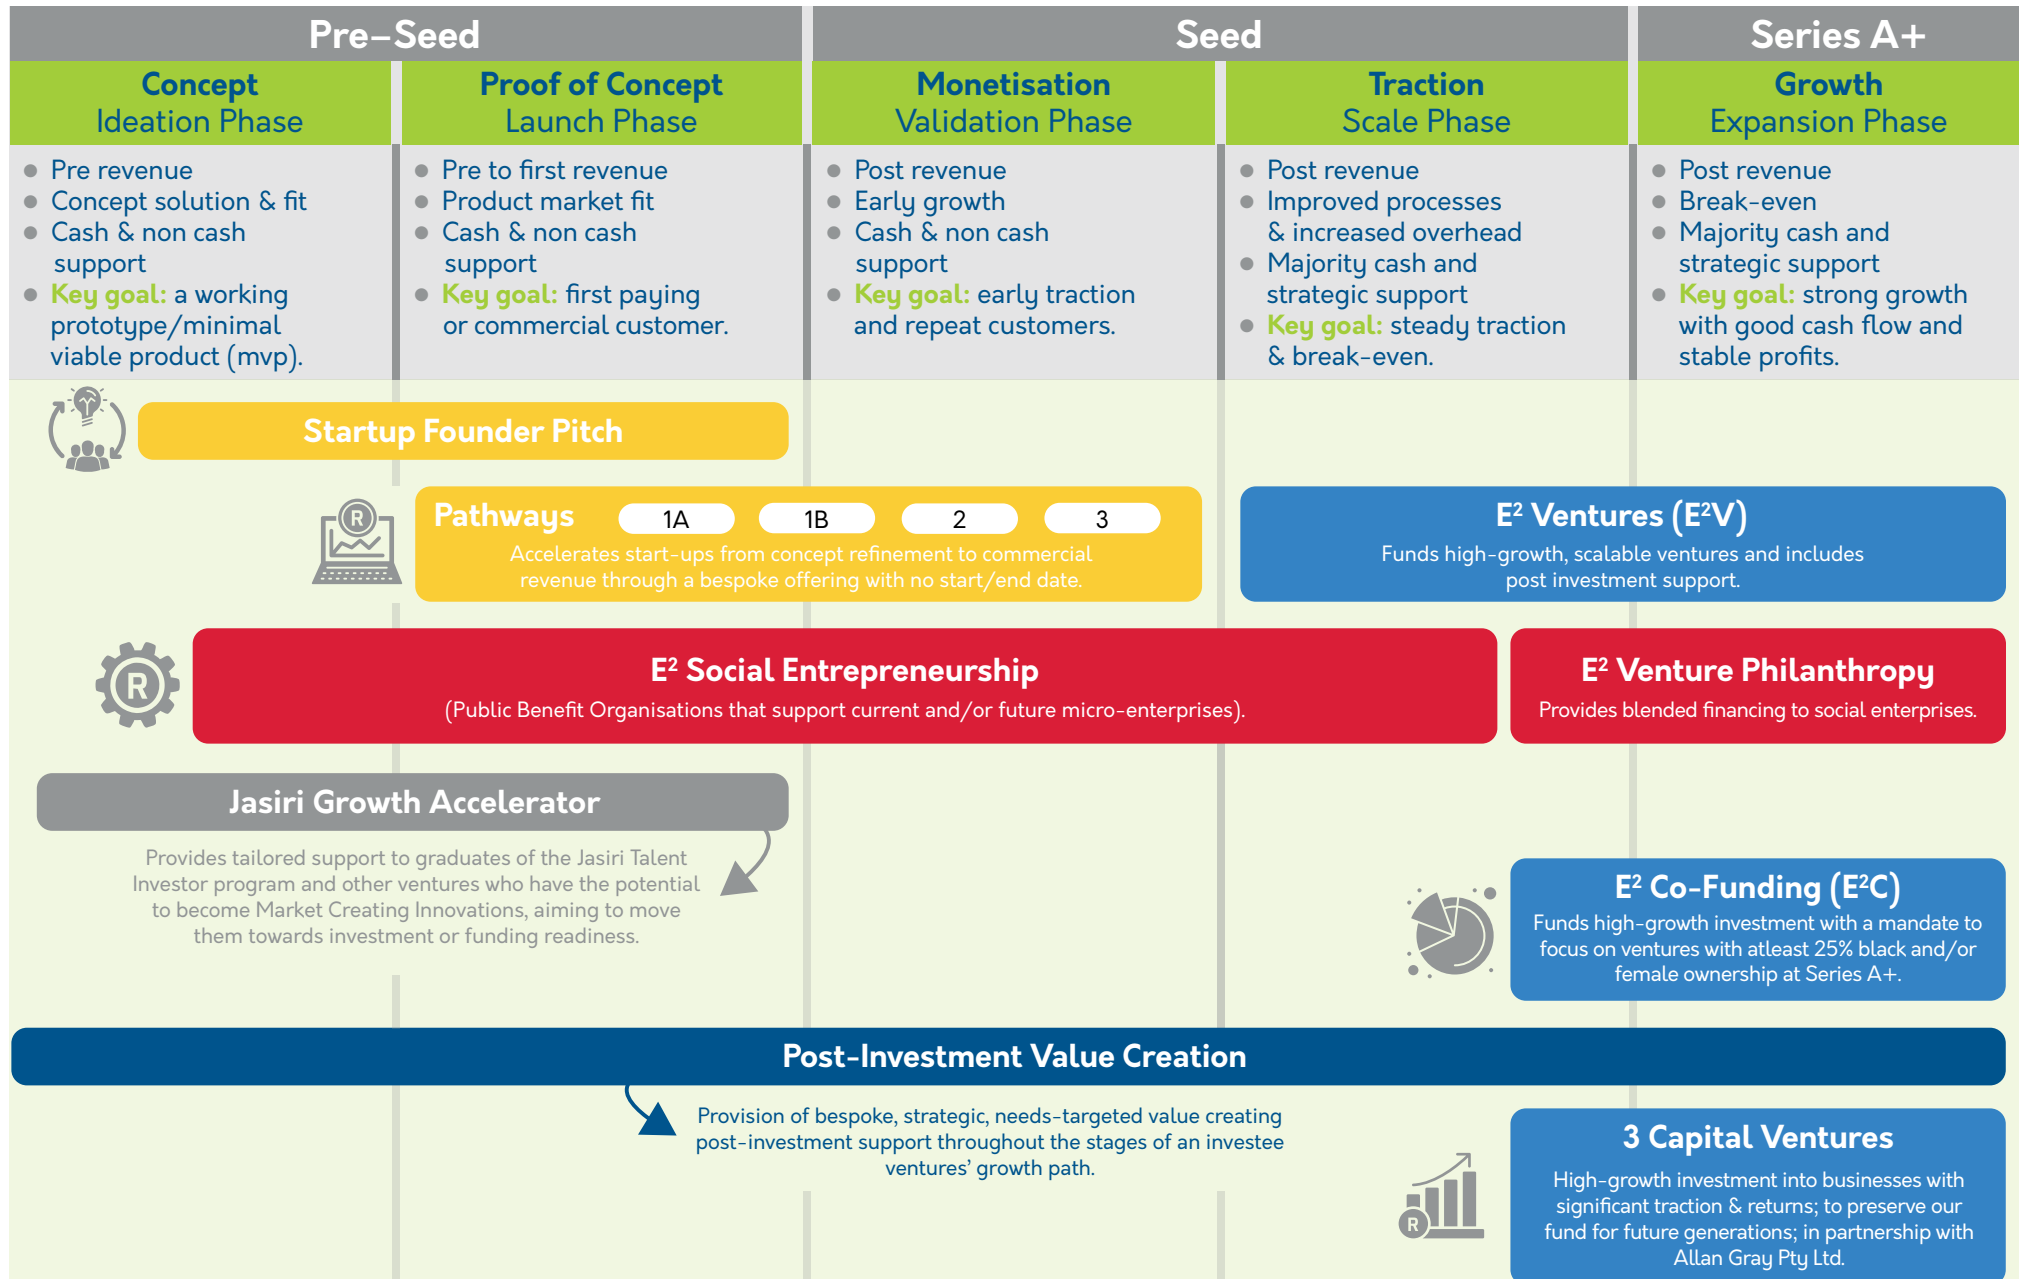 Pre–Seed
Seed
Series A+
Concept
Ideation Phase
Proof of Concept
Launch Phase
Monetisation
Validation Phase
Traction
Scale Phase
Growth
Expansion Phase
Pre revenue
Concept solution & fit
Cash & non cash
support
Key goal: a working
prototype/minimal
viable product (mvp).
Pre to first revenue
Product market fit
Cash & non cash
support
Key goal: first paying
or commercial customer.
Post revenue
Early growth
Cash & non cash
support
Key goal: early traction
and repeat customers.
Post revenue
Improved processes
& increased overhead
Majority cash and
strategic support
Key goal: steady traction
& break-even.
Post revenue
Break-even
Majority cash and
strategic support
Key goal: strong growth
with good cash flow and
stable profits.
Startup Founder Pitch
R
Pathways 1A 1B 2 3
Accelerates start-ups from concept refinement to commercial
revenue through a bespoke offering with no start/end date.
E² Ventures (E²V)
Funds high-growth, scalable ventures and includes
post investment support.
R
E² Social Entrepreneurship
(Public Benefit Organisations that support current and/or future micro-enterprises).
E² Venture Philanthropy
Provides blended financing to social enterprises.
Jasiri Growth Accelerator
Provides tailored support to graduates of the Jasiri Talent
Investor program and other ventures who have the potential
to become Market Creating Innovations, aiming to move
them towards investment or funding readiness.
E² Co-Funding (E²C)
Funds high-growth investment with a mandate to
focus on ventures with atleast 25% black and/or
female ownership at Series A+.
Post-Investment Value Creation
Provision of bespoke, strategic, needs-targeted value creating
post-investment support throughout the stages of an investee
ventures' growth path.
R
3 Capital Ventures
High-growth investment into businesses with
significant traction & returns; to preserve our
fund for future generations; in partnership with
Allan Gray Pty Ltd.